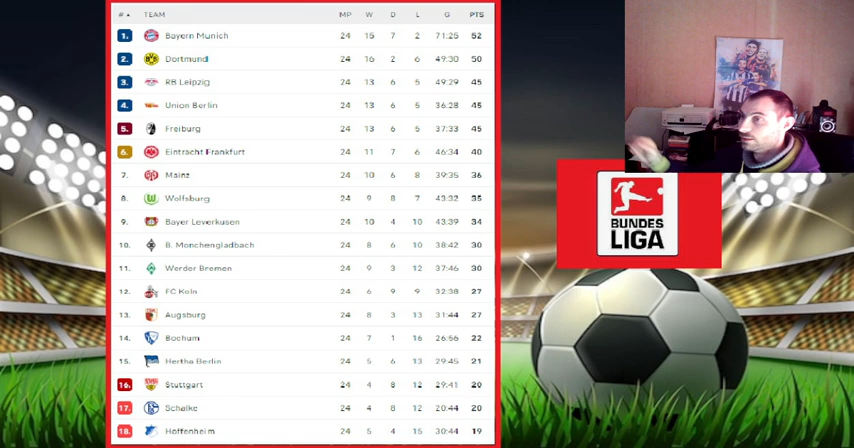 # TEAM MP W D L G PTS
1. Bayern Munich 24 15 7 2 71:25 52
2. Dortmund 24 16 2 6 49:30 50
3. RB Leipzig 24 13 6 5 49:29 45
4. Union Berlin 24 13 6 5 36:28 45
5. Freiburg 24 13 6 5 37:33 45
6. Eintracht Frankfurt 24 11 7 6 46:34 40
7. Mainz 24 10 6 8 39:35 36
8. Wolfsburg 24 9 8 7 43:32 35
9. Bayer Leverkusen 24 10 4 10 43:39 34
10. B. Monchengladbach 24 8 6 10 38:42 30
11. Werder Bremen 24 9 3 12 37:46 30
12. FC Koln 24 6 9 9 32:38 27
13. Augsburg 24 8 3 13 31:44 27
14. Bochum 24 7 1 16 26:56 22
15. Hertha Berlin 24 5 6 13 29:45 21
16. Stuttgart 24 4 8 12 29:41 20
17. Schalke 24 4 8 12 20:44 20
18. Hoffenheim 24 5 4 15 30:44 19
BUNDES
LIGA